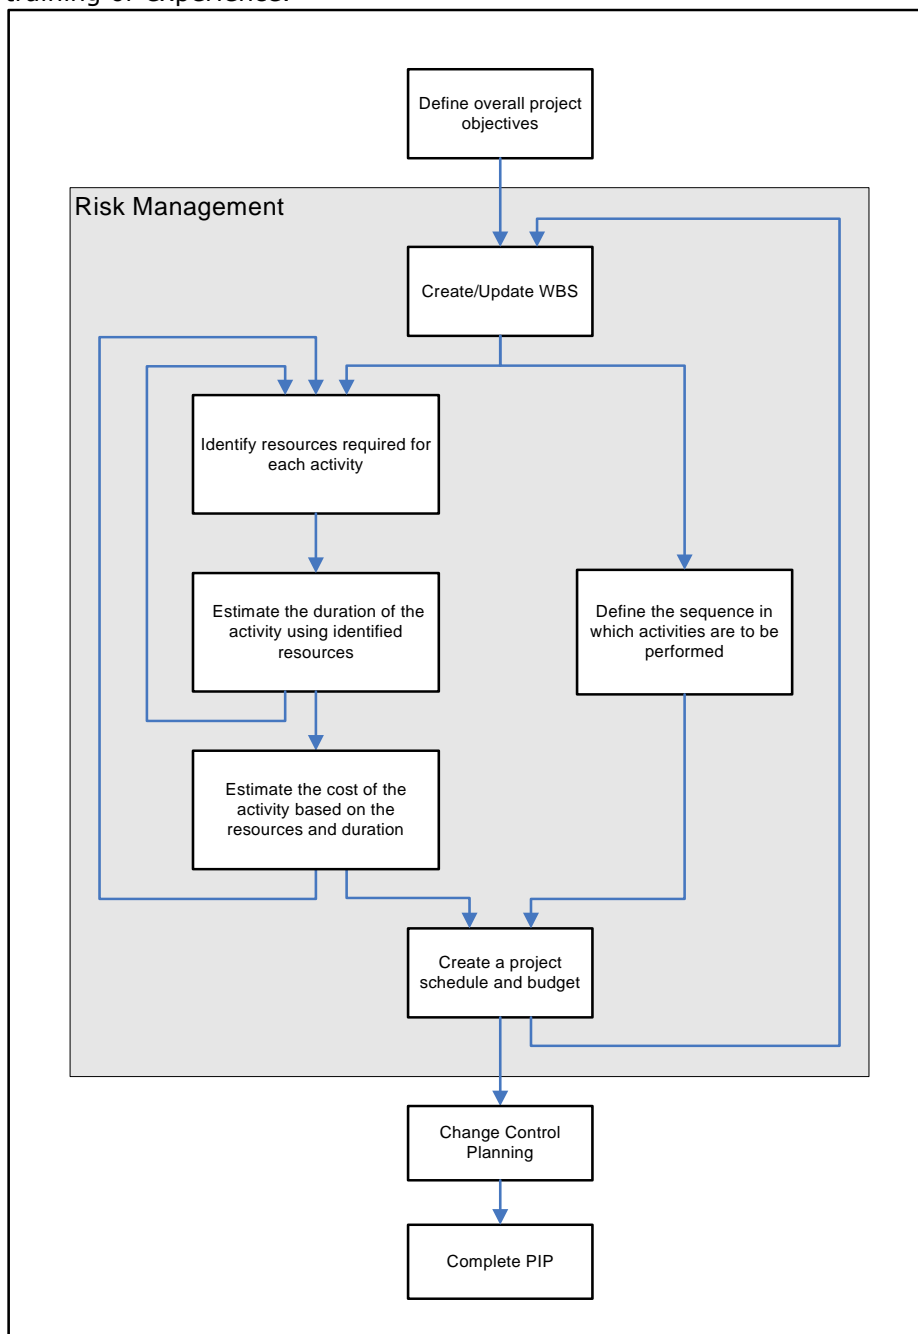 training or experience.
Define overall project
objectives
Risk Management
Create/Update WBS
Identify resources required for
each activity
Estimate the duration of the
activity using identified
resources
Define the sequence in
which activities are to be
performed
Estimate the cost of the
activity based on the
resources and duration
Create a project
schedule and budget
Change Control
Planning
Complete PIP